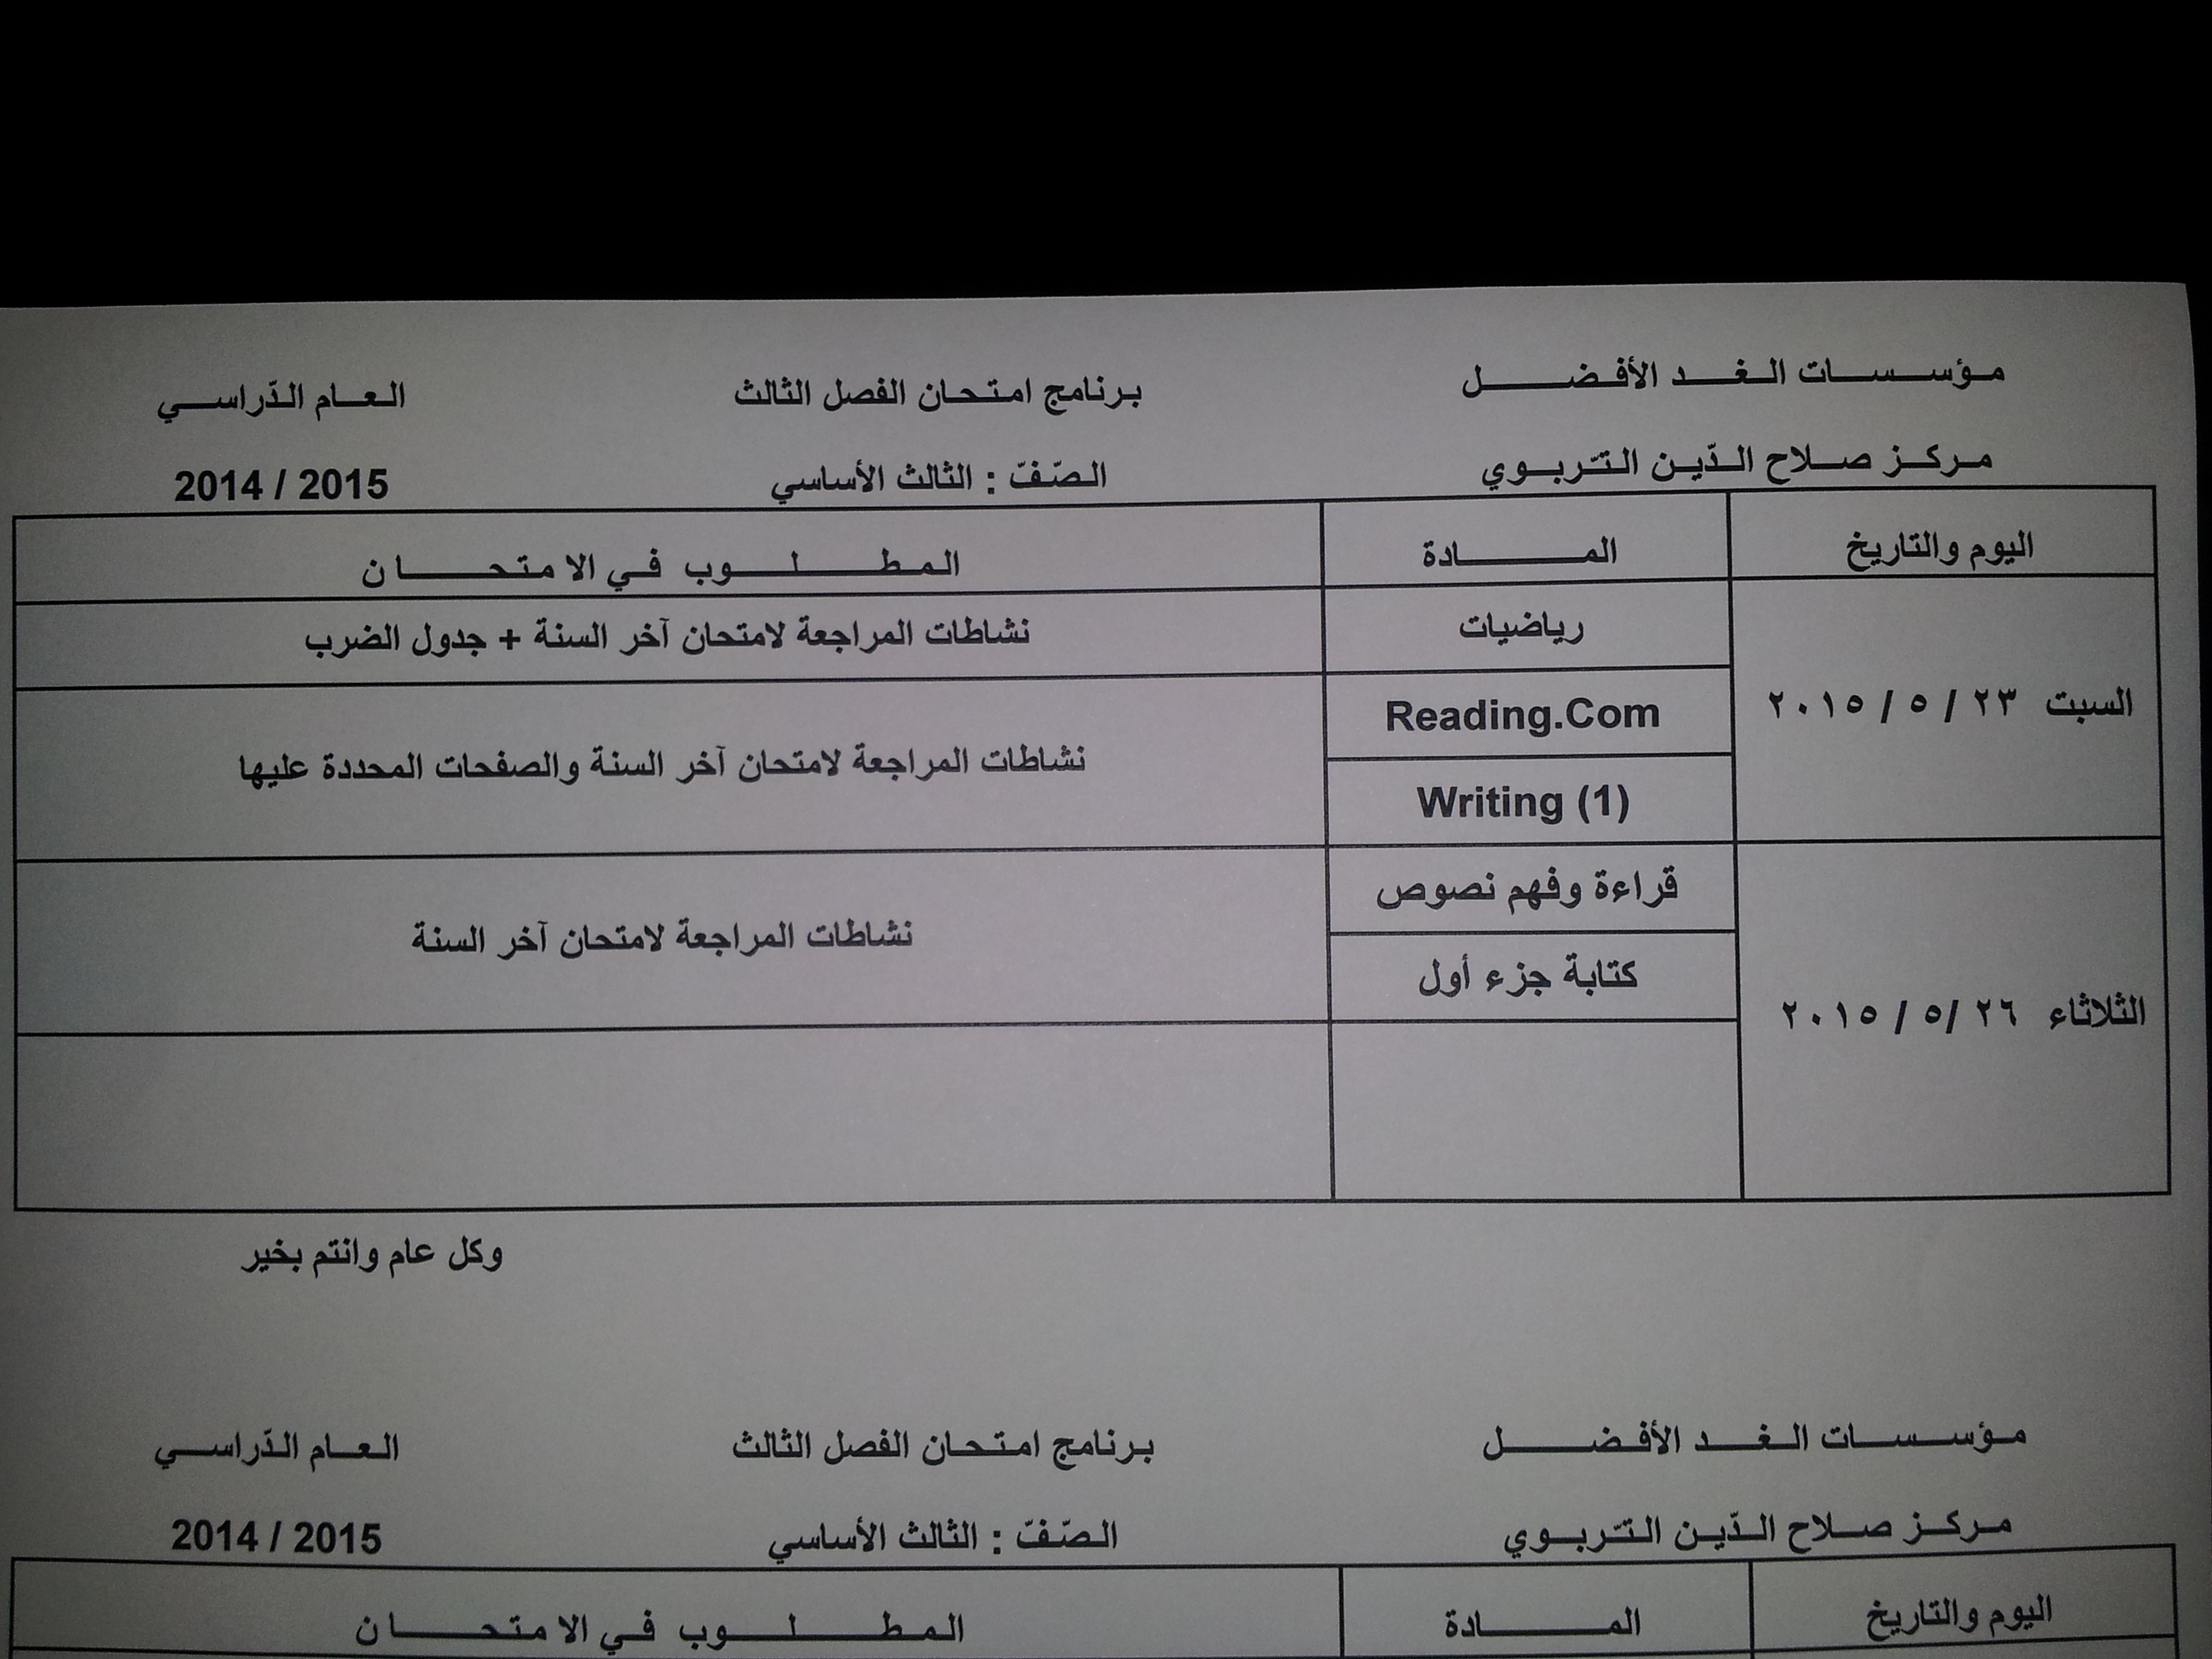 مؤسسات الغد الأفضل برنامج امتحان الفصل الثالث العام الدّراسي
مركز صلاح الدّين التّربوي الصّفّ : الثالث الأساسي 2014 / 2015
اليوم والتاريخ المادة المطلوب في الامتحان
رياضيات نشاطات المراجعة لامتحان آخر السنة + جدول الضرب
السبت ٢٣ / ٥ / ٢٠١٥ Reading.Com
نشاطات المراجعة لامتحان آخر السنة والصفحات المحددة عليها
Writing (1)
قراءة وفهم نصوص
نشاطات المراجعة لامتحان آخر السنة
كتابة جزء أول
الثلاثاء ٢٦ /٥ / ٢٠١٥
وكل عام وانتم بخير
مؤسسات الغد الأفضل برنامج امتحان الفصل الثالث العام الدّراسي
مركز صلاح الدّين التّربوي الصّفّ : الثالث الأساسي 2014 / 2015
اليوم والتاريخ المادة المطلوب في الامتحان